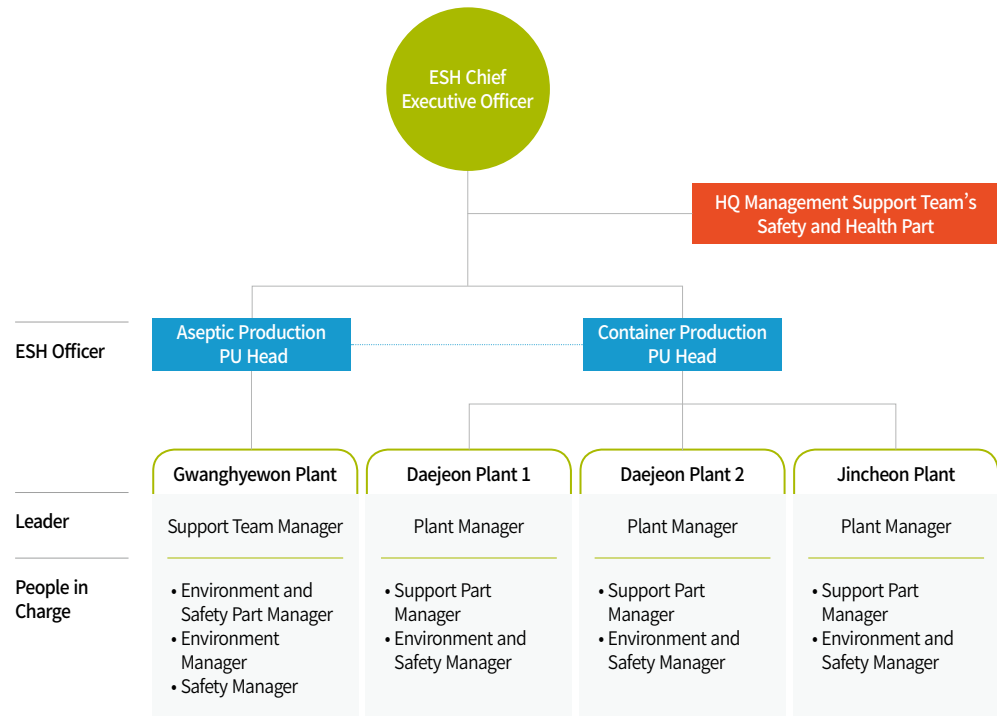 ESH Chief
Executive Officer
HQ Management Support Team’s
Safety and Health Part
ESH Officer
Aseptic Production
PU Head
Container Production
PU Head
Gwanghyewon Plant
Daejeon Plant 1
Daejeon Plant 2
Jincheon Plant
Leader
Support Team Manager
Plant Manager
Plant Manager
Plant Manager
People in
Charge
• Environment and
Safety Part Manager
• Environment
Manager
• Safety Manager
• Support Part
Manager
• Environment and
Safety Manager
• Support Part
Manager
• Environment and
Safety Manager
• Support Part
Manager
• Environment and
Safety Manager